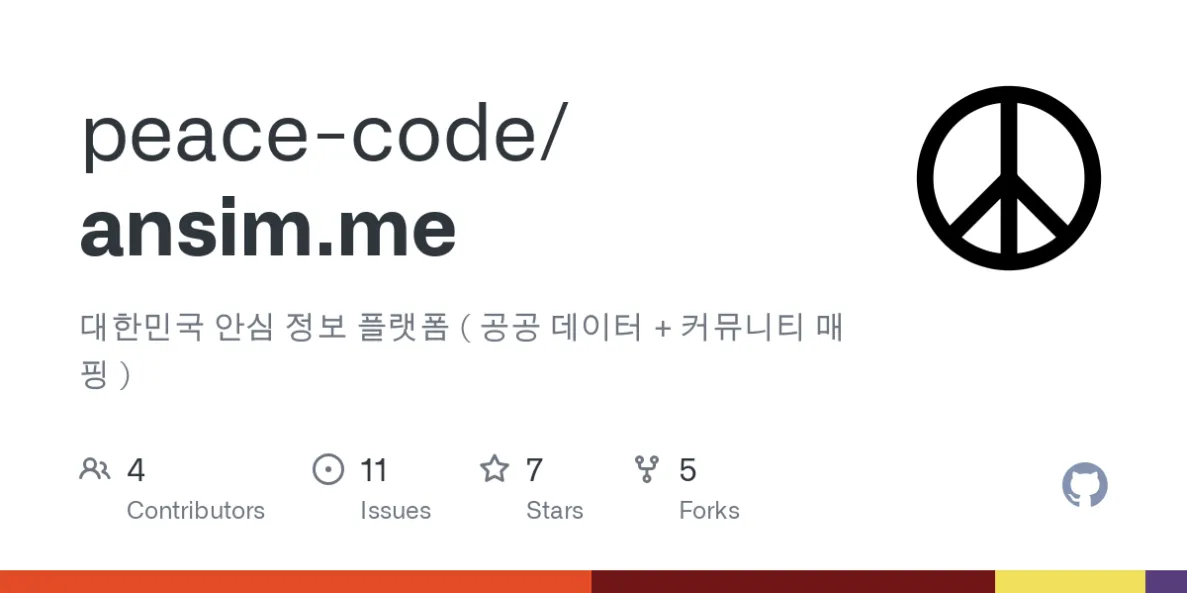 peace-code/
ansim.me
대한민국 안심 정보 플랫폼 ( 공공 데이터 + 커뮤니티 매
핑 )
4 11 7 5
Contributors Issues Stars Forks